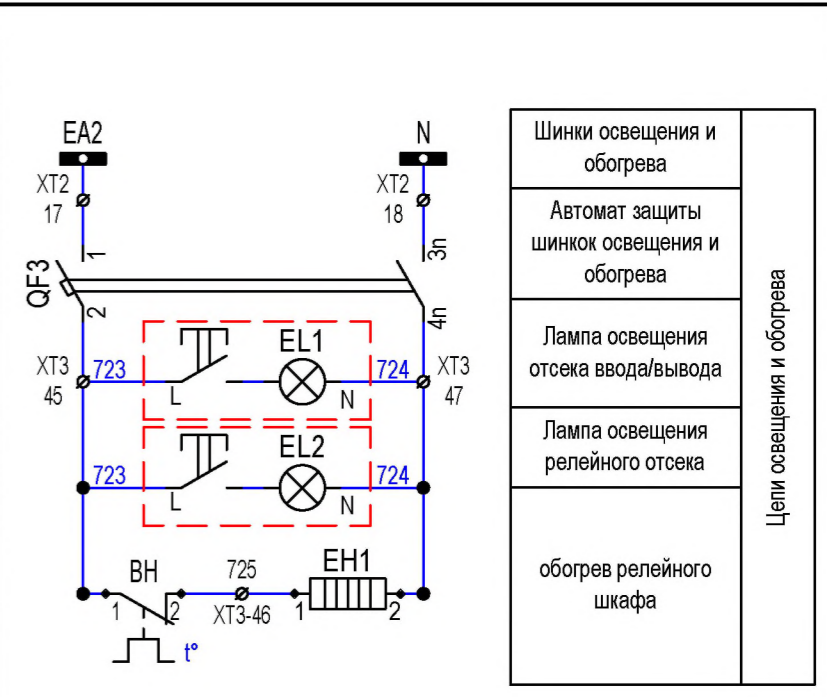 EA2
N
XT2
17
XT2
18
1
3n
QF3
2
4n
EL1
XT3
45
723
L
N
724
XT3
47
EL2
723
L
N
724
BH
725
EH1
1
2
XT3-46
1
2
t°
Шинки освещения и
обогрева
Автомат защиты
шинкок освещения и
обогрева
Лампа освещения
отсека ввода/вывода
Лампа освещения
релейного отсека
обогрев релейного
шкафа
Цепи освещения и обогрева